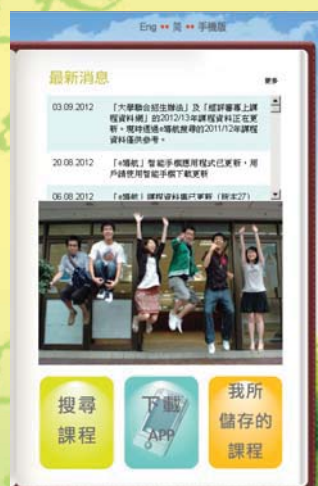 Eng •• 简 •• 手機版
最新消息
更多
03.09.2012 「大學聯合招生辦法」及「經評審專上課
程資料網」的2012/13年課程資料正在更
新。現時透過e導航搜尋的2011/12年課程
資料僅供參考。
20.08.2012 「e導航」智能手機應用程式已更新，用
戶請使用智能手機下載更新
06.08.2012 「e導航」課程資料庫已更新（版本27）
搜尋
課程
下載
APP
我所
儲存的
課程